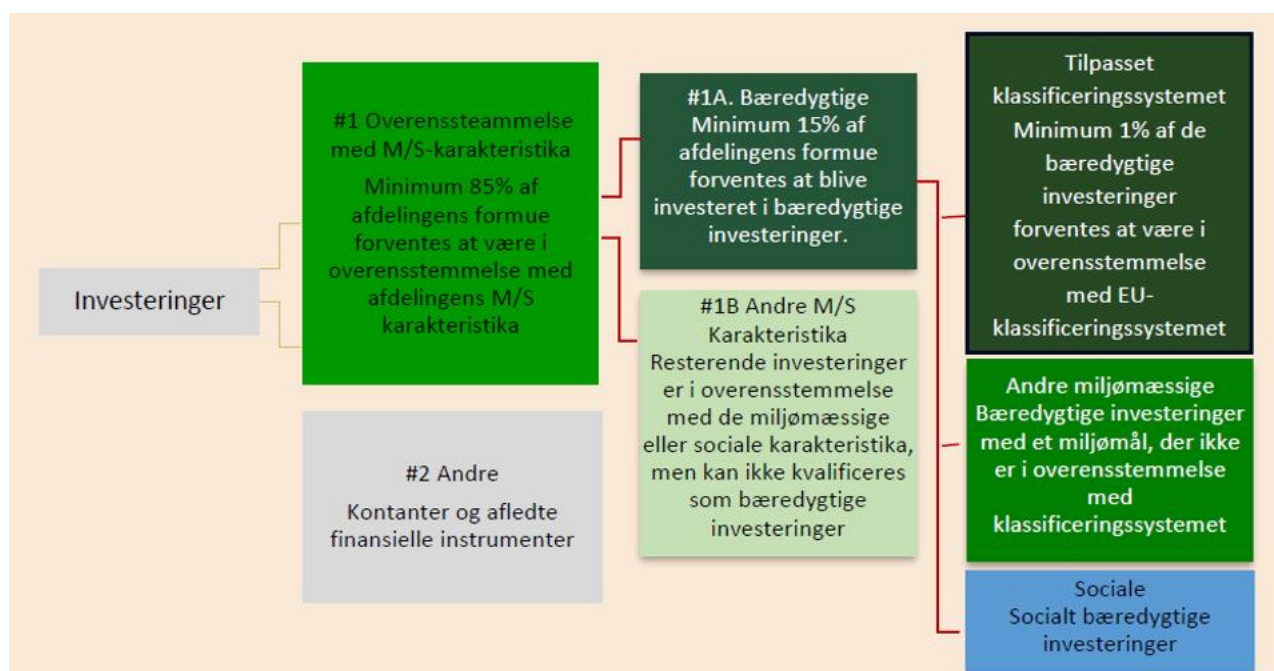 Investeringer
#1 Overenssteammelse
med M/S-karakteristika
Minimum 85% af
afdelingens formue
forventes at være i
overensstemmelse med
afdelingens M/S
karakteristika
#2 Andre
Kontanter og afledte
finansielle instrumenter
#1A. Bæredygtige
Minimum 15% af
afdelingens formue
forventes at blive
investeret i bæredygtige
investeringer.
#1B Andre M/S
Karakteristika
Resterende investeringer
er i overensstemmelse
med de miljømæssige
eller sociale karakteristika,
men kan ikke kvalificeres
som bæredygtige
investeringer
Tilpasset
klassificeringssystemet
Minimum 1% af de
bæredygtige
investeringer
forventes at være i
overensstemmelse
med EU-
klassificeringssystemet
Andre miljømæssige
Bæredygtige investeringer
med et miljømål, der ikke
er i overensstemmelse
med
klassificeringssystemet
Sociale
Socialt bæredygtige
investeringer